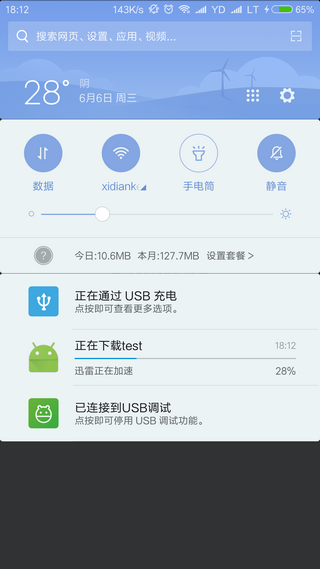 18:12 143K/s YD LT 65%
搜索网页、设置、应用、视频...
28° 阴
6月6日 周三
数据 xidianke 手电筒 静音
今日:10.6MB 本月:127.7MB 设置套餐 >
正在通过 USB 充电
点按即可查看更多选项。
正在下载test 18:12
迅雷正在加速 28%
已连接到USB调试
点按即可停用 USB 调试功能。